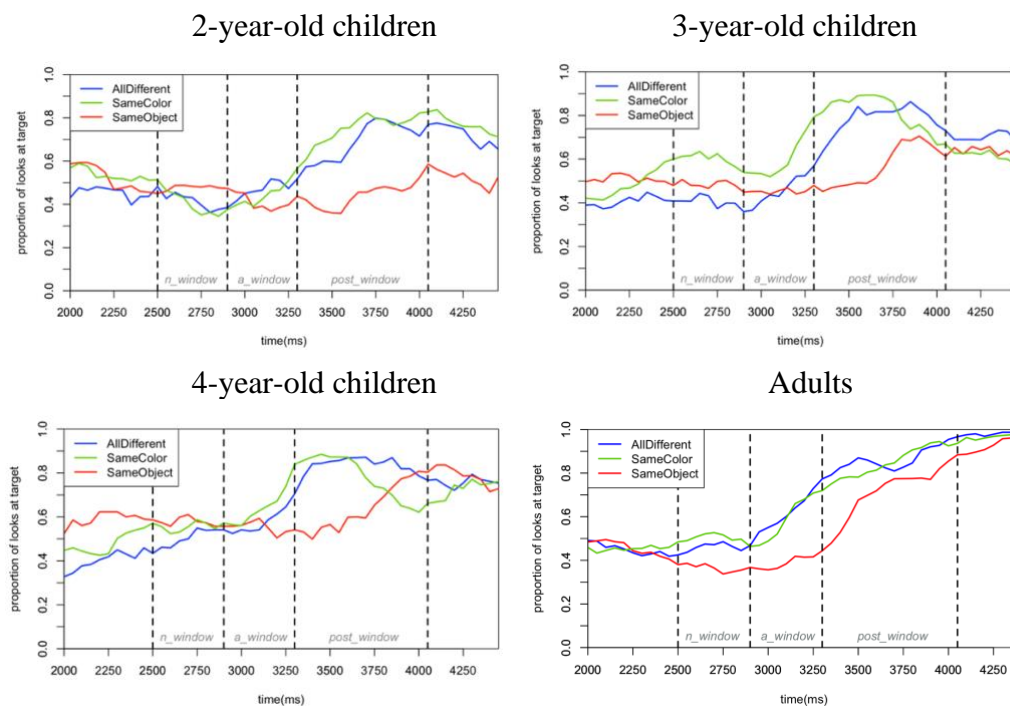 2-year-old children
3-year-old children
1.0
0.8
0.6
0.4
0.2
0.0
proportion of looks at target
AllDifferent
SameColor
SameObject
n_window
a_window
post_window
2000 2250 2500 2750 3000 3250 3500 3750 4000 4250
time(ms)
1.0
0.8
0.6
0.4
0.2
0.0
proportion of looks at target
AllDifferent
SameColor
SameObject
n_window
a_window
post_window
2000 2250 2500 2750 3000 3250 3500 3750 4000 4250
time(ms)
4-year-old children
Adults
1.0
0.8
0.6
0.4
0.2
0.0
proportion of looks at target
AllDifferent
SameColor
SameObject
n_window
a_window
post_window
2000 2250 2500 2750 3000 3250 3500 3750 4000 4250
time(ms)
1.0
0.8
0.6
0.4
0.2
0.0
proportion of looks at target
AllDifferent
SameColor
SameObject
n_window
a_window
post_window
2000 2250 2500 2750 3000 3250 3500 3750 4000 4250
time(ms)